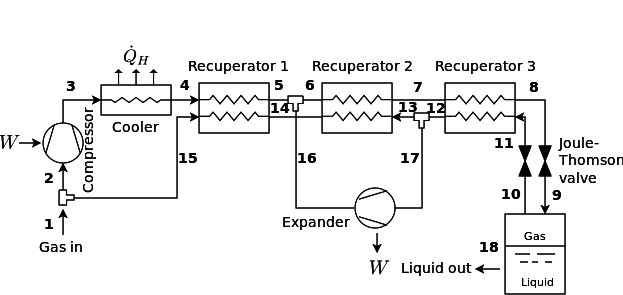 Q̇_H
Recuperator 1
Recuperator 2
Recuperator 3
3
4
5
6
7
8
14
13
12
Cooler
W
Compressor
11
Joule-
Thomson
valve
2
15
16
17
10
9
1
Gas in
Expander
W
18
Gas
Liquid out
Liquid